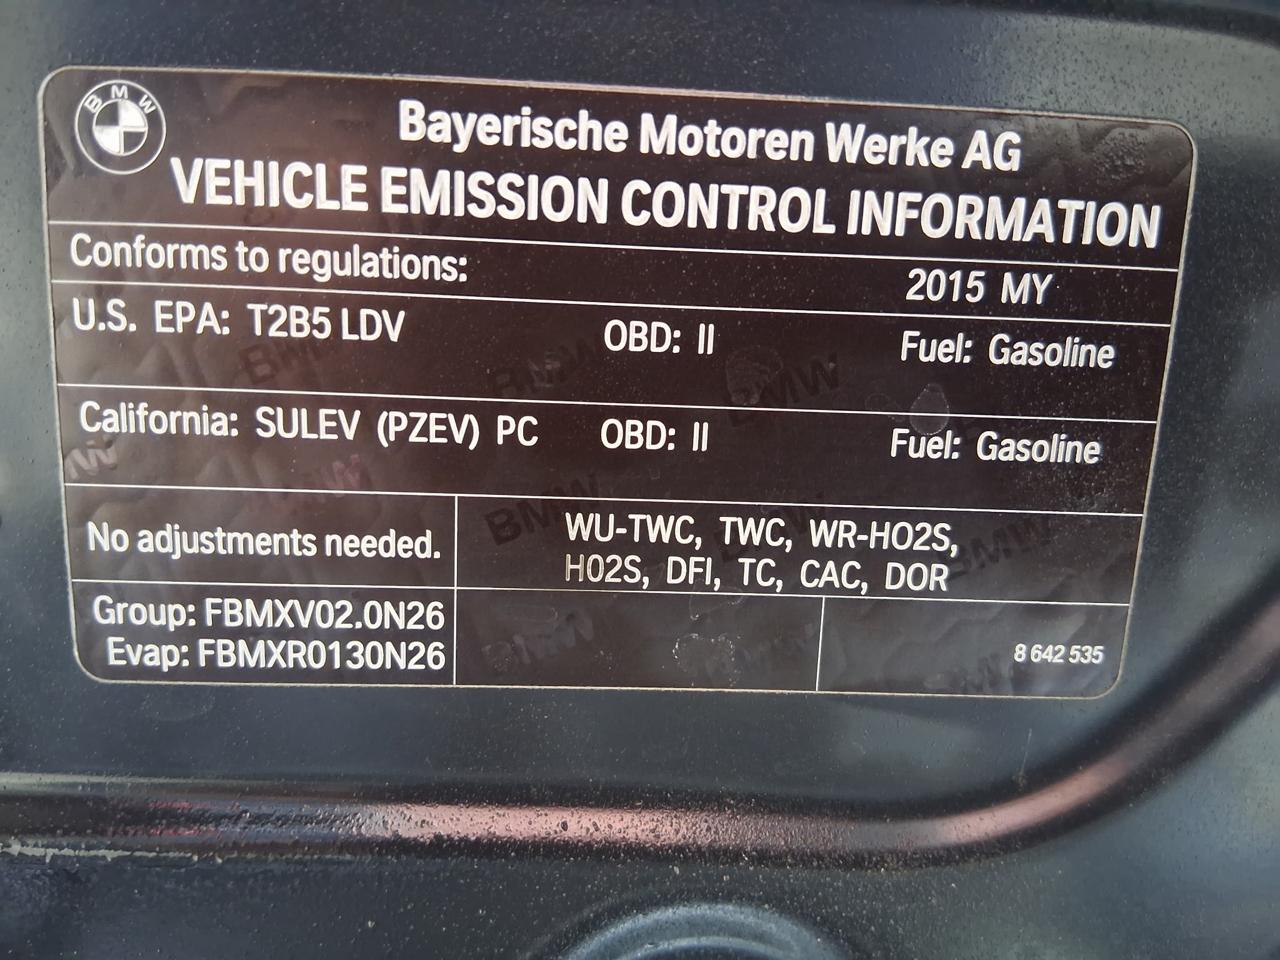 BMW
Bayerische Motoren Werke AG
VEHICLE EMISSION CONTROL INFORMATION
Conforms to regulations: 2015 MY
U.S. EPA: T2B5 LDV OBD: II Fuel: Gasoline
California: SULEV (PZEV) PC OBD: II Fuel: Gasoline
No adjustments needed.
WU-TWC, TWC, WR-HO2S,
HO2S, DFI, TC, CAC, DOR
Group: FBMXV02.0N26
Evap: FBMXR0130N26
8 642 535